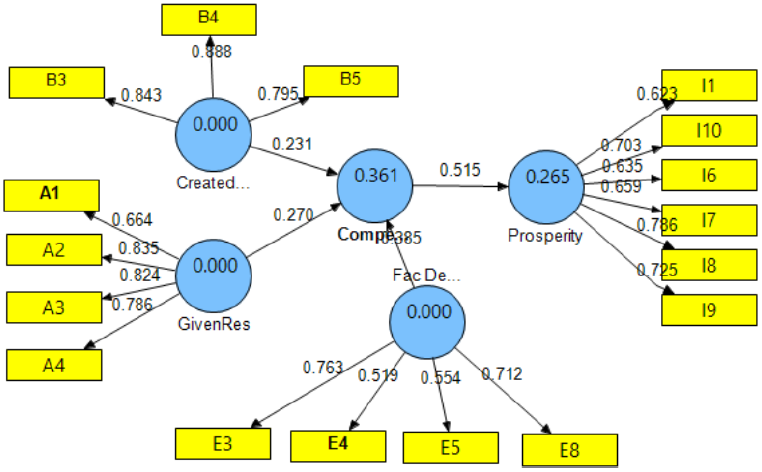 B4
0.888
B3
0.843
0.795
B5
0.000
Created...
0.231
I1
0.623
I10
0.703
0.635
I6
0.659
I7
0.786
I8
0.725
I9
0.361
Compe
0.515
0.265
Prosperity
A1
0.664
A2
0.835
0.824
A3
0.786
A4
0.000
GivenRes
0.270
0.385
Fac De...
0.000
0.763
0.519
0.554
0.712
E3
E4
E5
E8